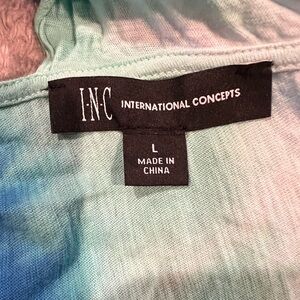 I·N·C INTERNATIONAL CONCEPTS
L
MADE IN
CHINA